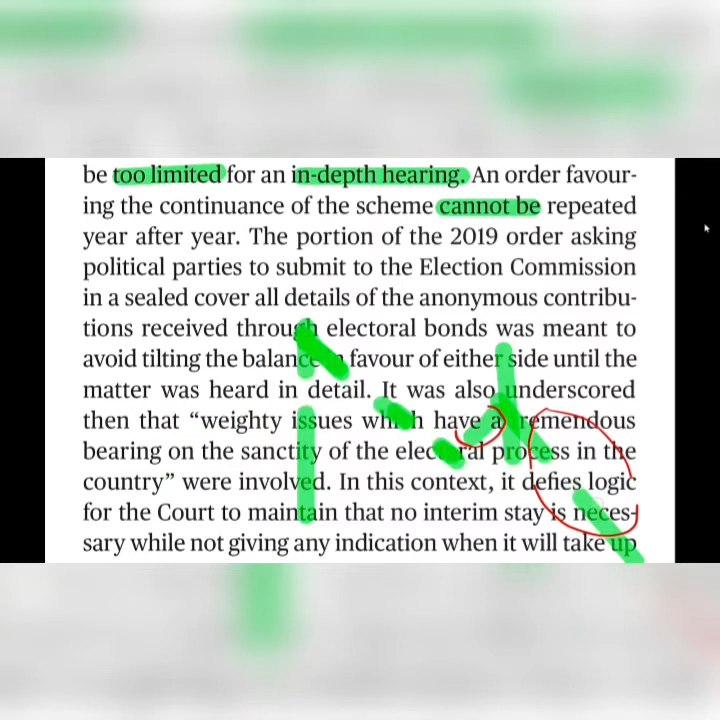 be too limited for an in-depth hearing. An order favour-
ing the continuance of the scheme cannot be repeated
year after year. The portion of the 2019 order asking
political parties to submit to the Election Commission
in a sealed cover all details of the anonymous contribu-
tions received through electoral bonds was meant to
avoid tilting the balance in favour of either side until the
matter was heard in detail. It was also underscored
then that “weighty issues which have a tremendous
bearing on the sanctity of the electoral process in the
country” were involved. In this context, it defies logic
for the Court to maintain that no interim stay is neces-
sary while not giving any indication when it will take up